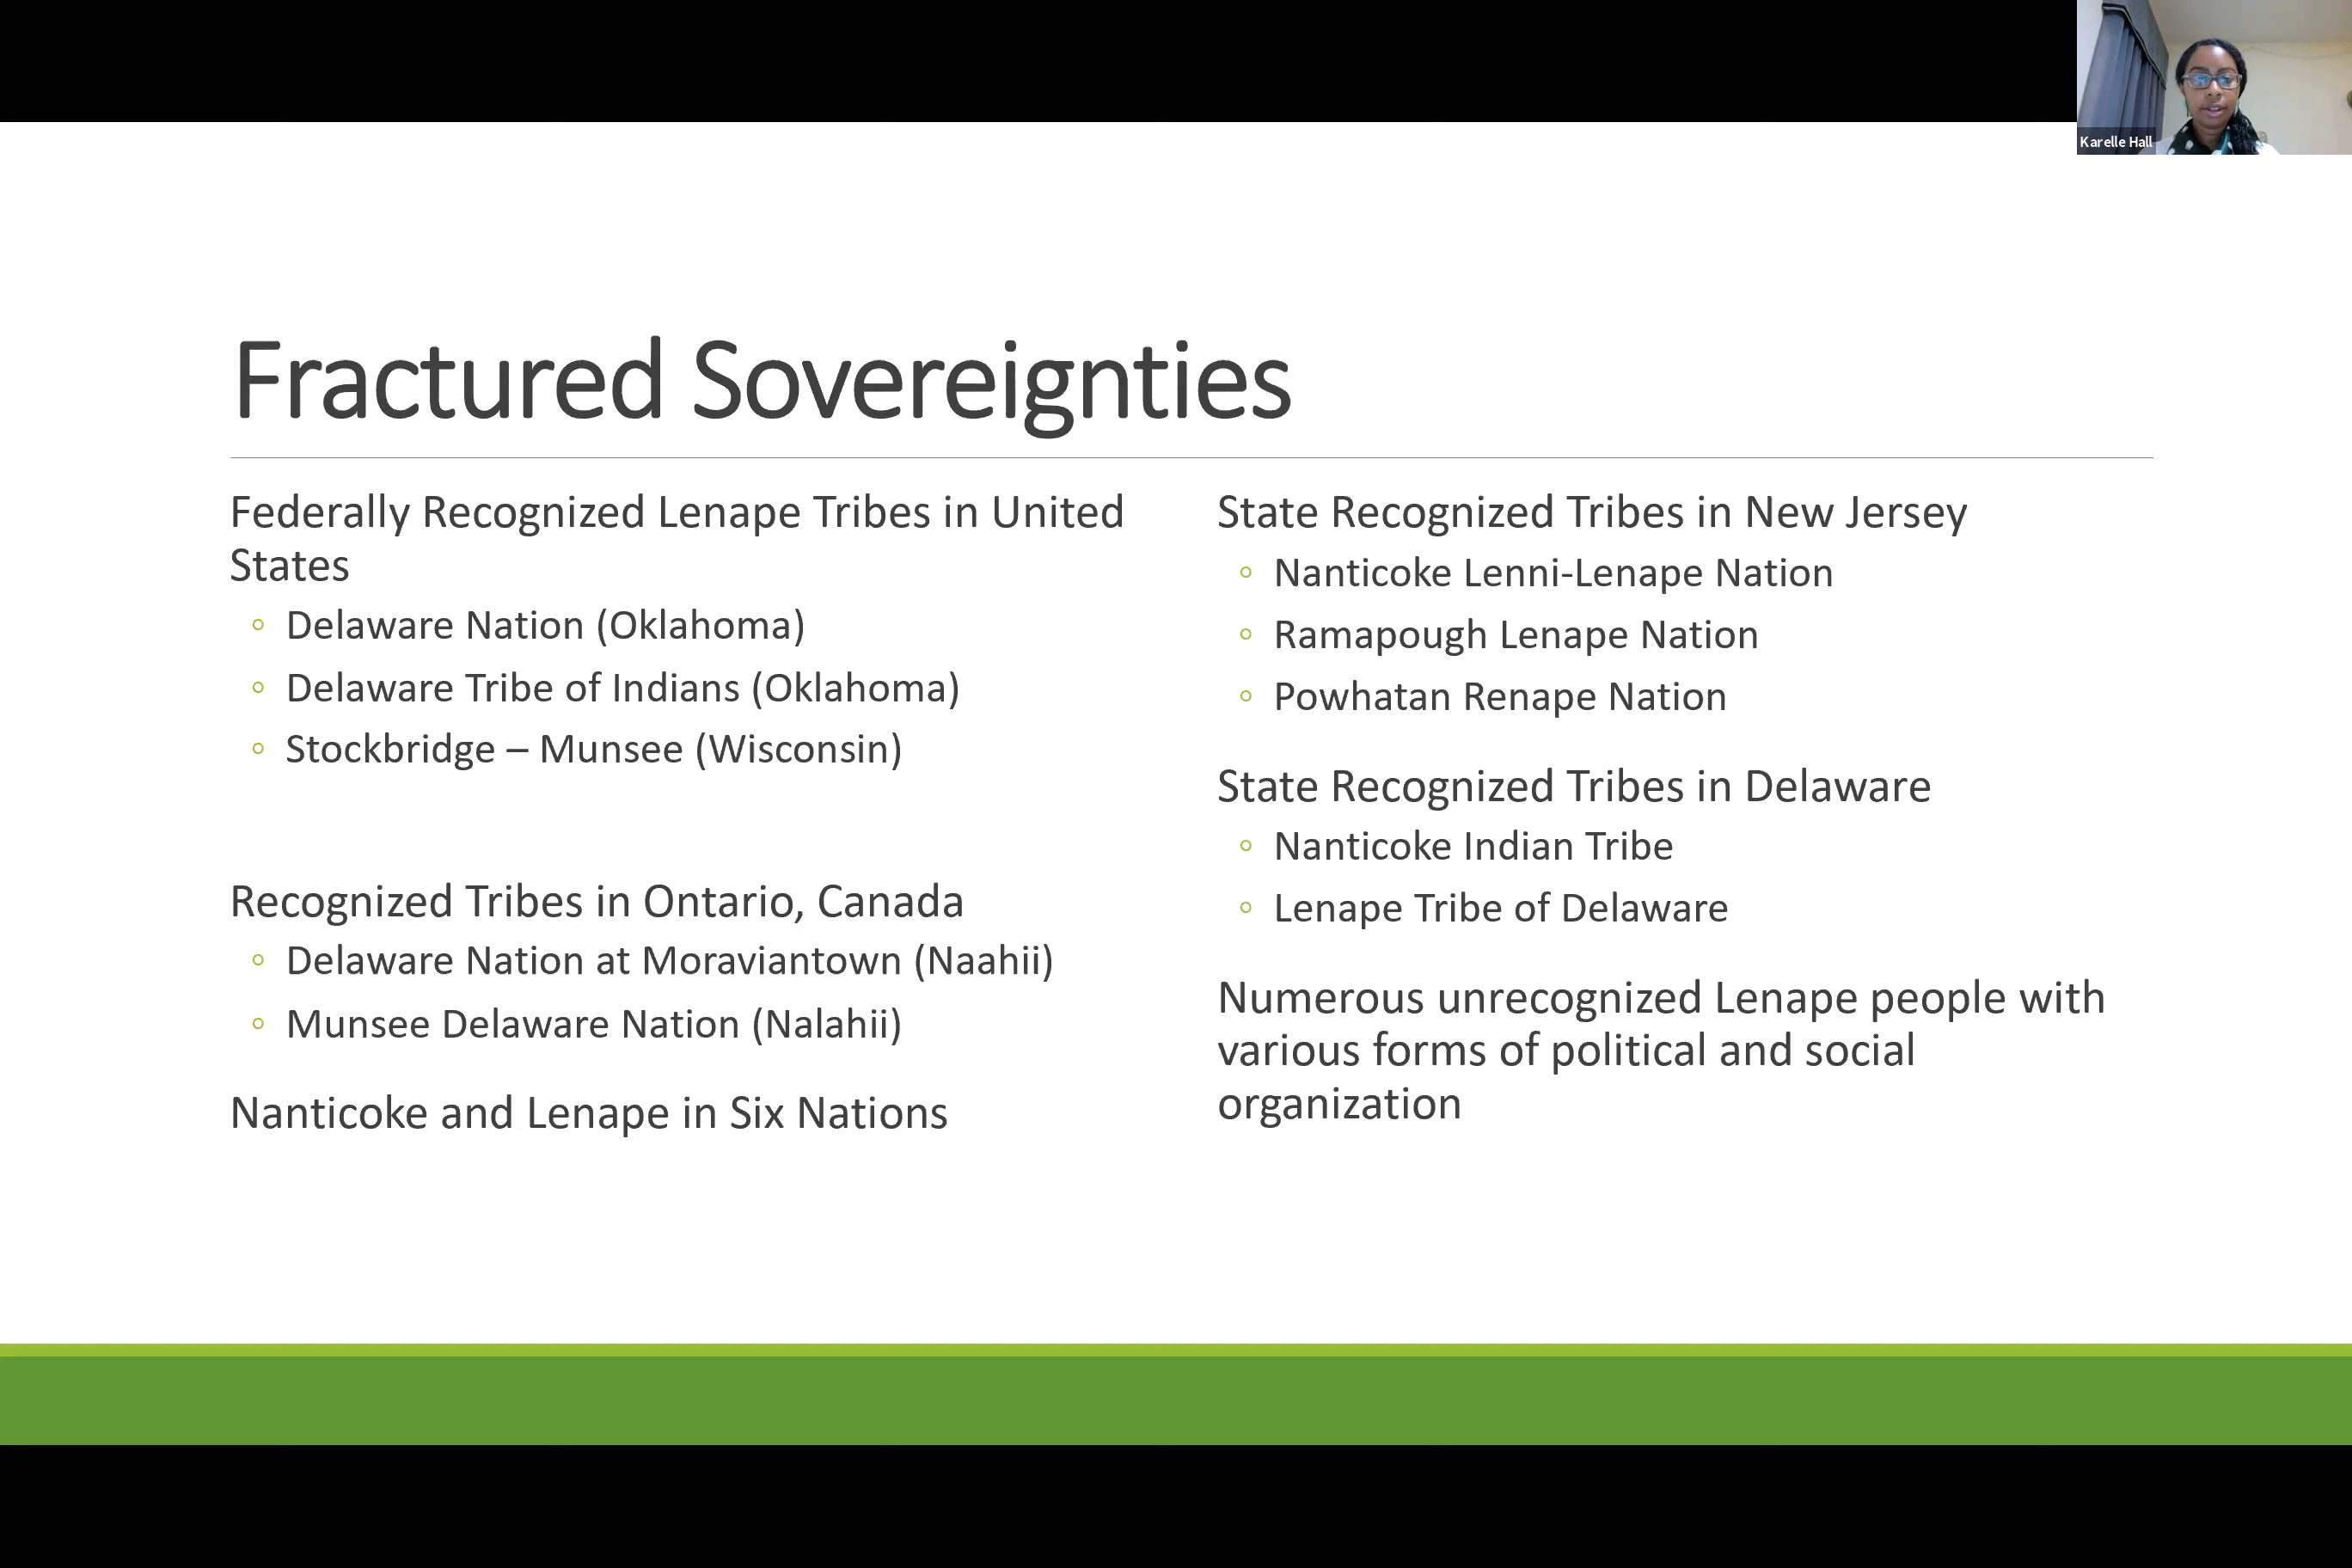 Karelle Hall
Fractured Sovereignties
Federally Recognized Lenape Tribes in United
States
◦ Delaware Nation (Oklahoma)
◦ Delaware Tribe of Indians (Oklahoma)
◦ Stockbridge – Munsee (Wisconsin)
Recognized Tribes in Ontario, Canada
◦ Delaware Nation at Moraviantown (Naahii)
◦ Munsee Delaware Nation (Nalahii)
Nanticoke and Lenape in Six Nations
State Recognized Tribes in New Jersey
◦ Nanticoke Lenni-Lenape Nation
◦ Ramapough Lenape Nation
◦ Powhatan Renape Nation
State Recognized Tribes in Delaware
◦ Nanticoke Indian Tribe
◦ Lenape Tribe of Delaware
Numerous unrecognized Lenape people with
various forms of political and social
organization